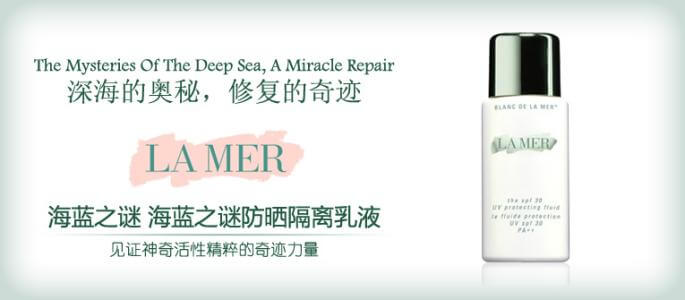 The Mysteries Of The Deep Sea, A Miracle Repair
深海的奥秘，修复的奇迹
LA MER
海蓝之谜 海蓝之谜防晒隔离乳液
见证神奇活性精粹的奇迹力量
BLANC DE LA MER™
LA MER
the spf 30
UV protecting fluid
le fluide protection
UV spf 30
PA++